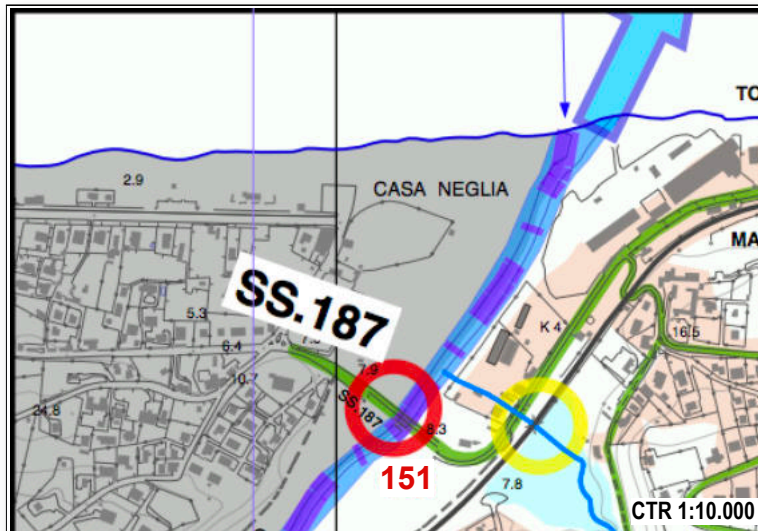 TO
2.9
CASA NEGLIA
MA
SS.187
5.3
K 4
16.5
6.4
7.9
10.7
SS.187
24.8
8.3
151
7.8
CTR 1:10.000